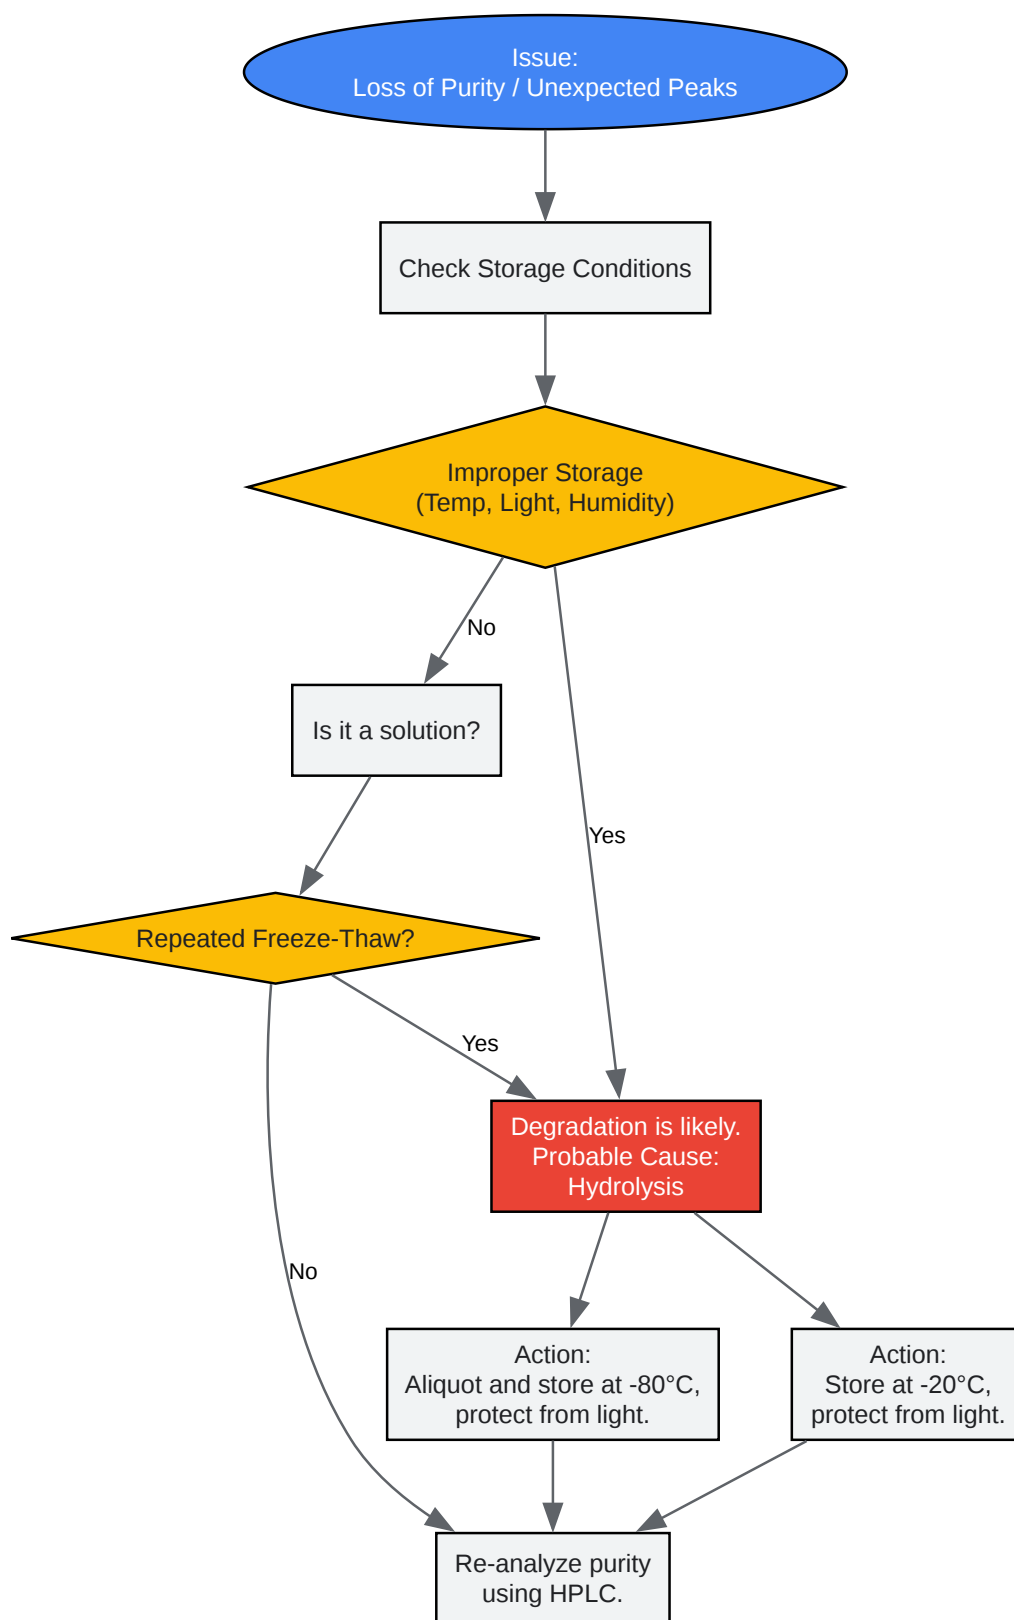 Issue:
Loss of Purity / Unexpected Peaks
Check Storage Conditions
Improper Storage
(Temp, Light, Humidity)
No
Is it a solution?
Yes
Repeated Freeze-Thaw?
Yes
Degradation is likely.
Probable Cause:
Hydrolysis
No
Action:
Aliquot and store at -80°C,
protect from light.
Action:
Store at -20°C,
protect from light.
Re-analyze purity
using HPLC.